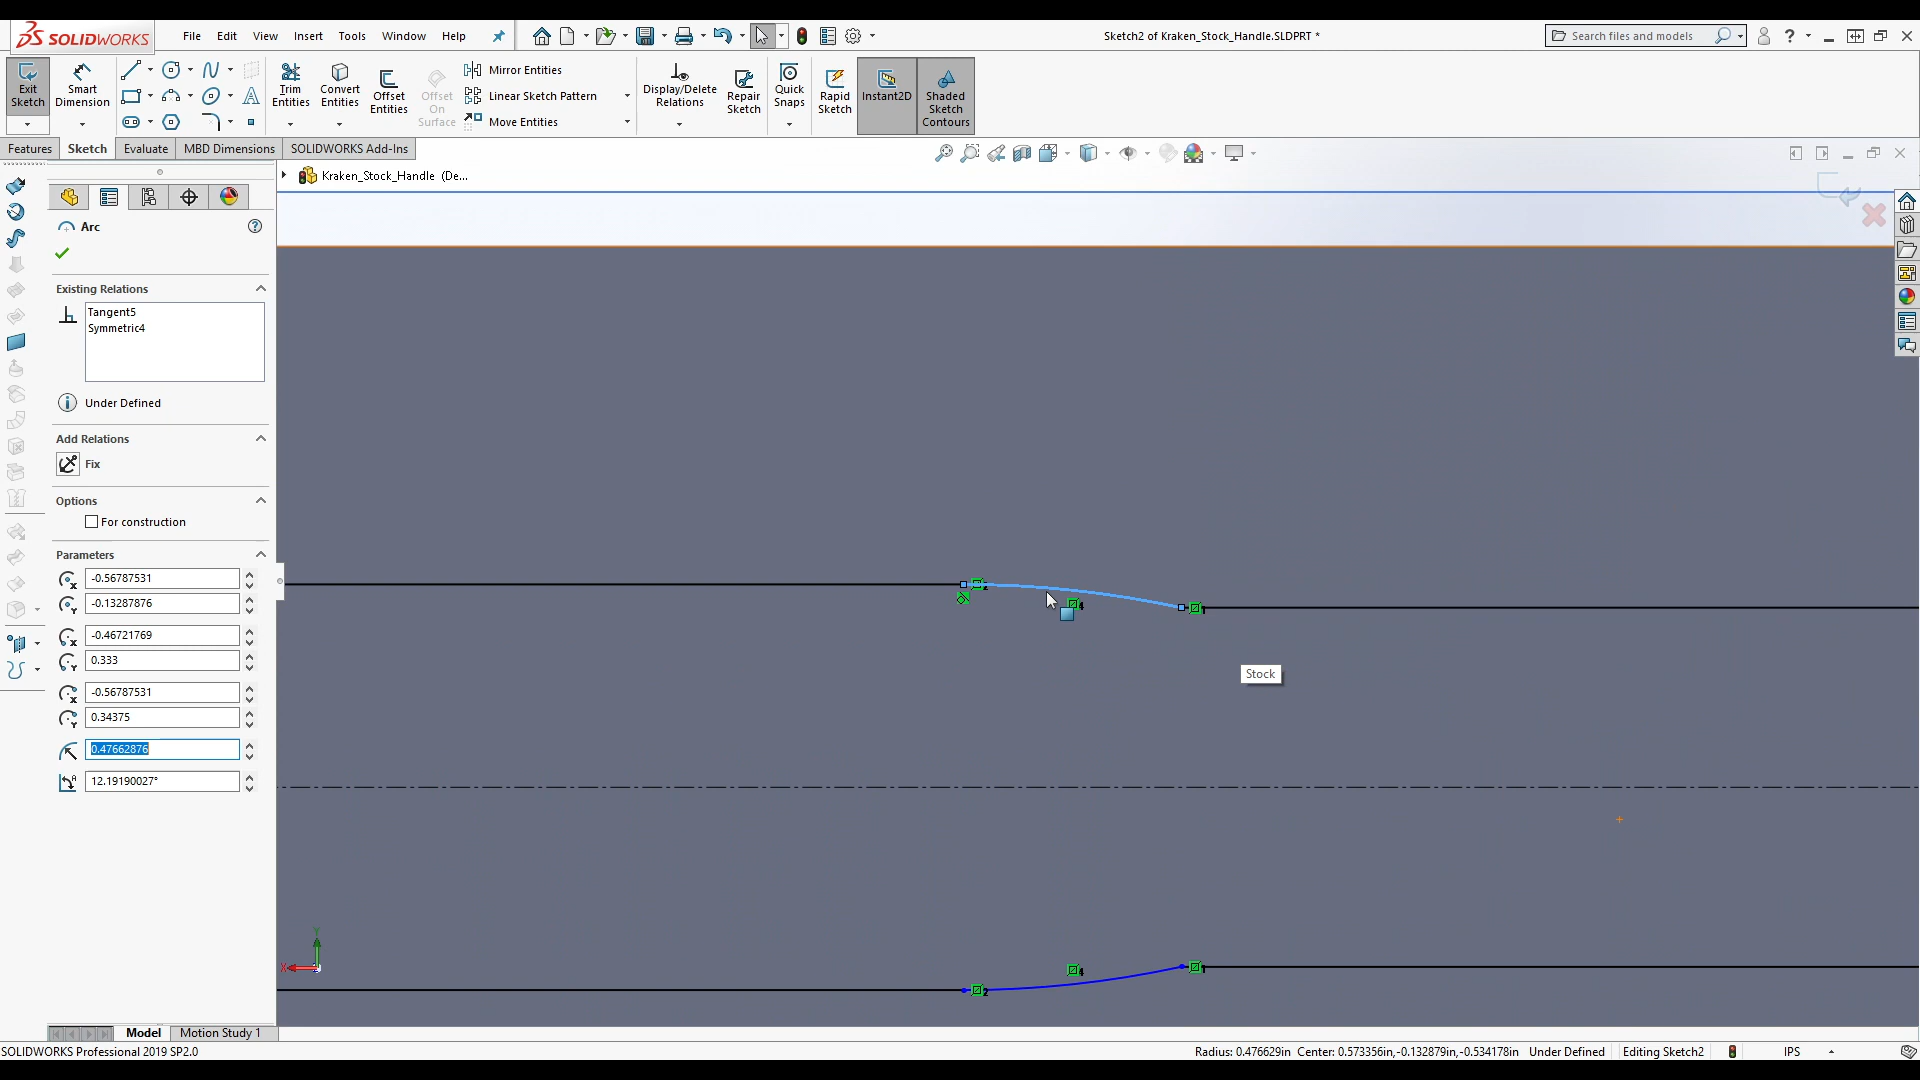 SOLIDWORKS
File Edit View Insert Tools Window Help
Sketch2 of Kraken_Stock_Handle.SLDPRT *
Search files and models
Exit Sketch
Smart Dimension
Trim Entities
Convert Entities
Offset Entities
Offset On Surface
Mirror Entities
Linear Sketch Pattern
Move Entities
Display/Delete Relations
Repair Sketch
Quick Snaps
Rapid Sketch
Instant2D
Shaded Sketch Contours
Features Sketch Evaluate MBD Dimensions SOLIDWORKS Add-Ins
Kraken_Stock_Handle (De...
Arc
Existing Relations
Tangent5
Symmetric4
Under Defined
Add Relations
Fix
Options
For construction
Parameters
-0.56787531
-0.13287876
-0.46721769
0.333
-0.56787531
0.34375
0.47662876
12.19190027°
Stock
2
4
1
4
1
2
Y
X
Model Motion Study 1
SOLIDWORKS Professional 2019 SP2.0
Radius: 0.476629in Center: 0.573356in,-0.132879in,-0.534178in Under Defined Editing Sketch2 IPS